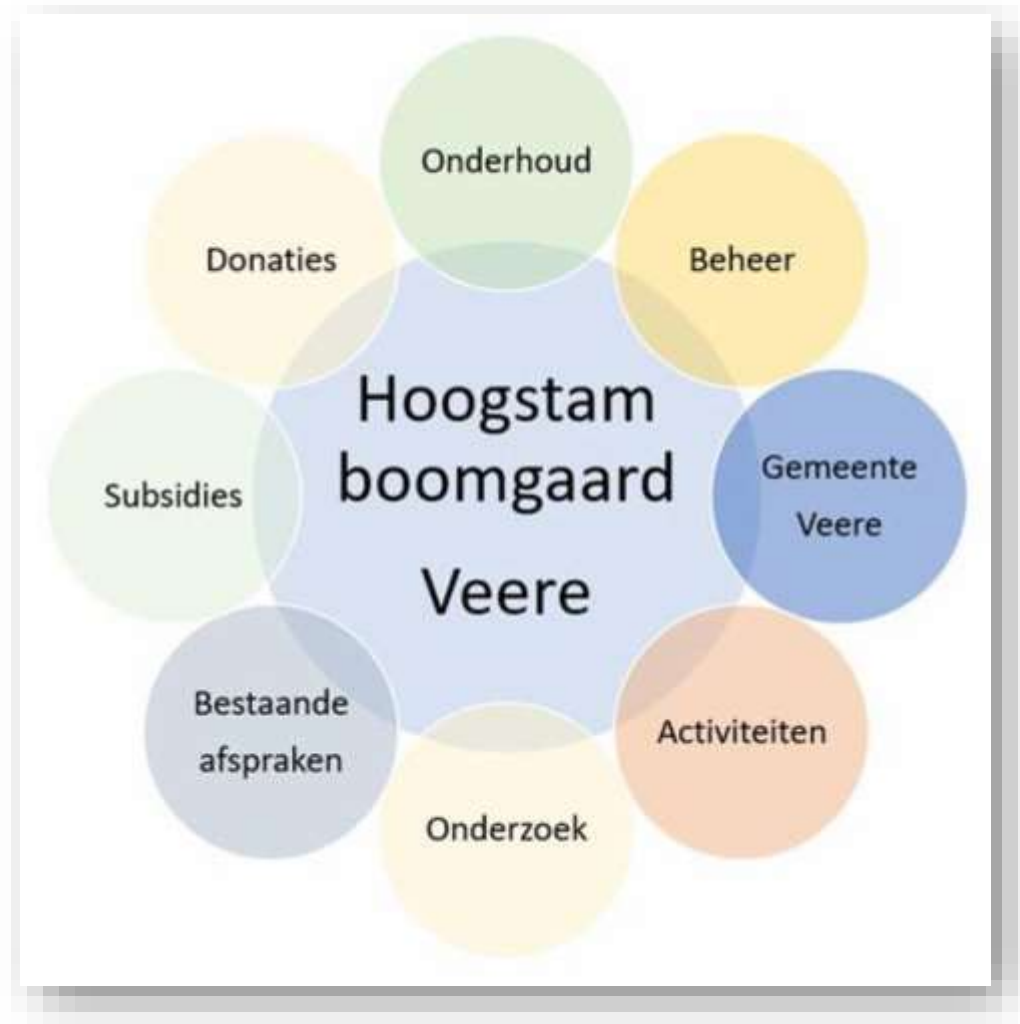 Onderhoud
Donaties
Beheer
Hoogstam
boomgaard
Veere
Gemeente
Veere
Subsidies
Bestaande
afspraken
Activiteiten
Onderzoek